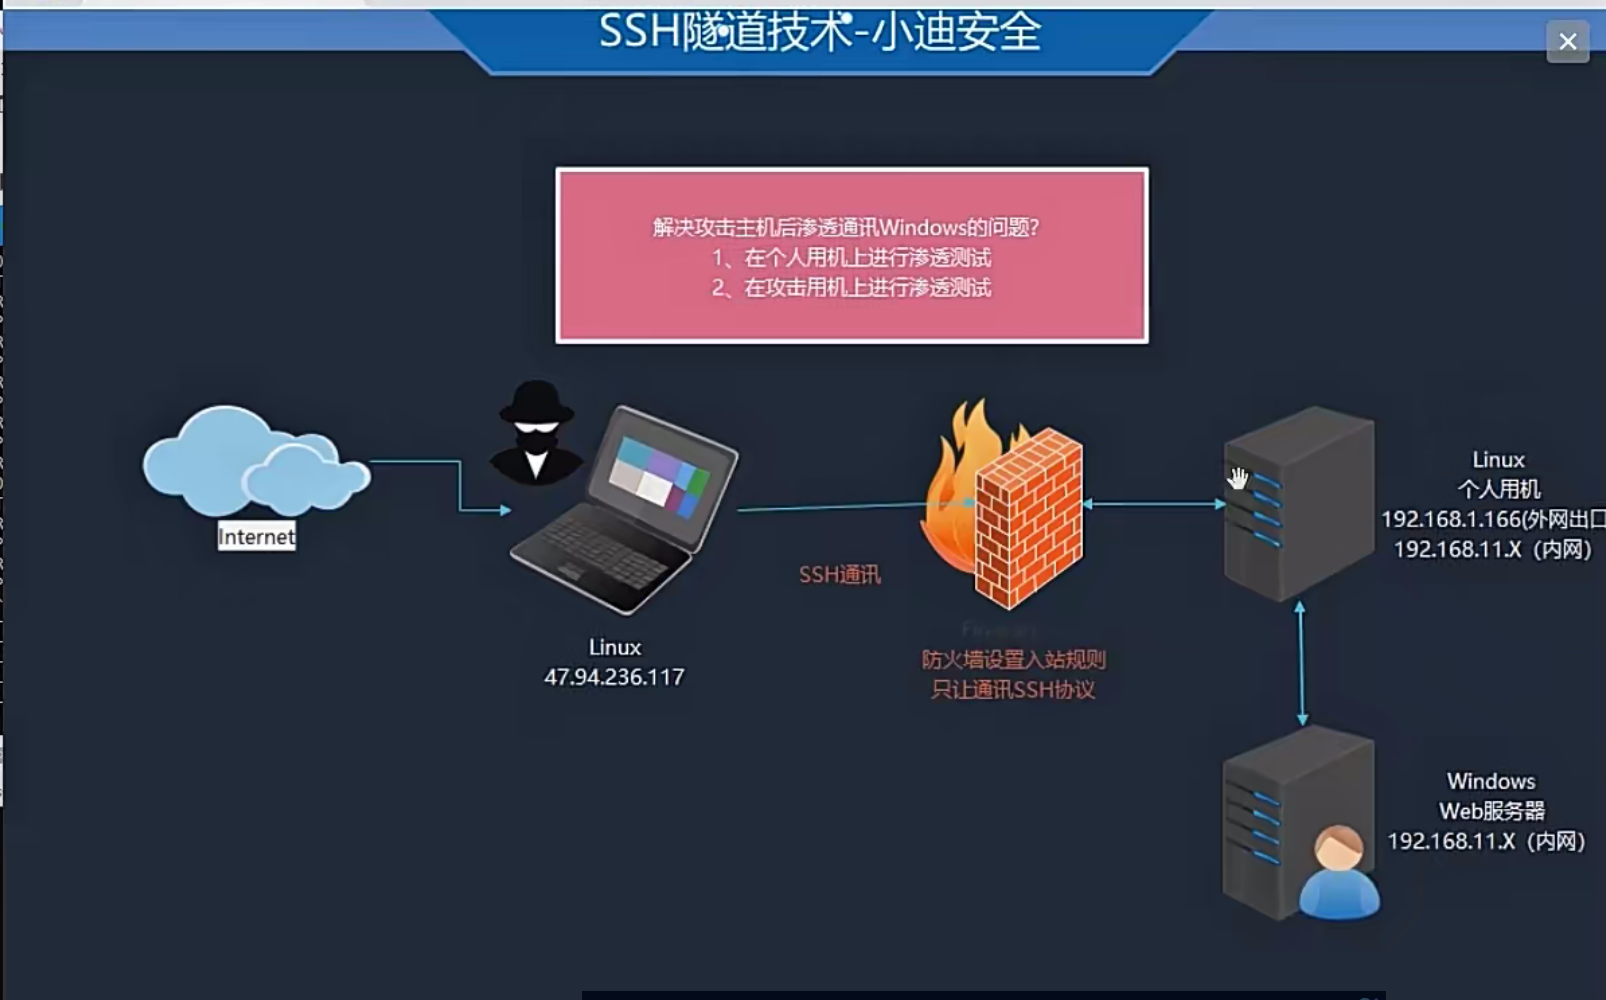 SSH隧道技术-小迪安全
解决攻击主机后渗透通讯Windows的问题?
1、在个人用机上进行渗透测试
2、在攻击用机上进行渗透测试
Internet
Linux
47.94.236.117
SSH通讯
防火墙设置入站规则
只让通讯SSH协议
Linux
个人用机
192.168.1.166(外网出口
192.168.11.X（内网）
Windows
Web服务器
192.168.11.X（内网）